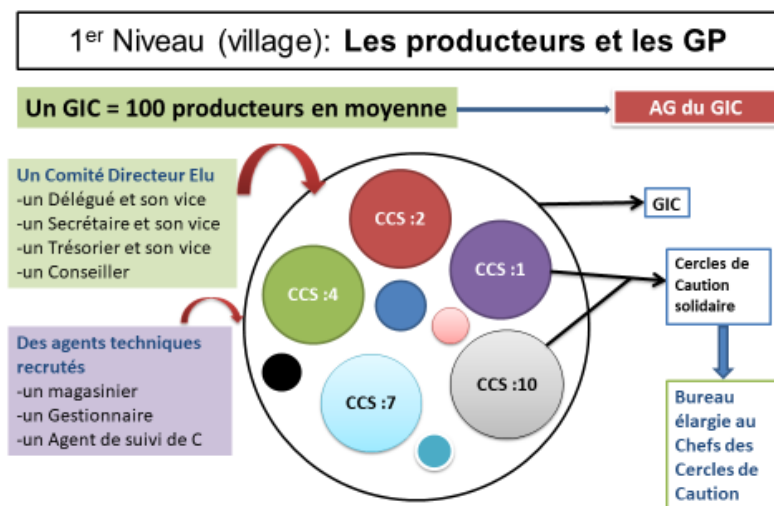 1er Niveau (village): Les producteurs et les GP
Un GIC = 100 producteurs en moyenne
AG du GIC
Un Comité Directeur Elu
-un Délégué et son vice
-un Secrétaire et son vice
-un Trésorier et son vice
-un Conseiller
Des agents techniques
recrutés
-un magasinier
-un Gestionnaire
-un Agent de suivi de C
CCS :2
CCS :1
CCS :4
CCS :7
CCS :10
GIC
Cercles de
Caution
solidaire
Bureau
élargie au
Chefs des
Cercles de
Caution